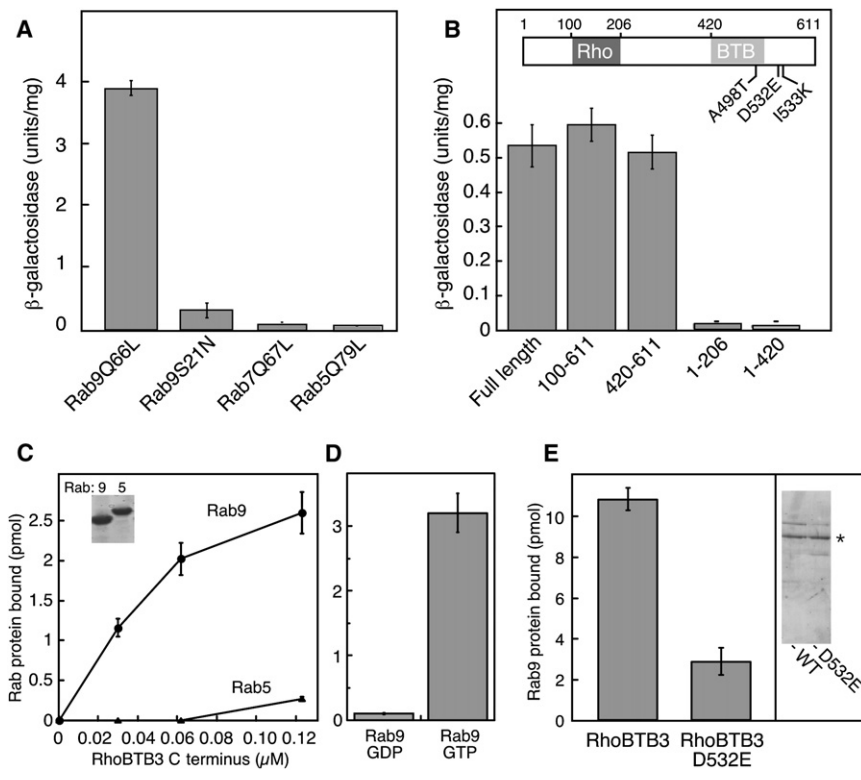 A
β-galactosidase (units/mg)
4
3
2
1
0
Rab9Q66L
Rab9S21N
Rab7Q67L
Rab5Q79L
B
1 100 206 420 611
Rho BTB
A498T
D532E
I533K
β-galactosidase (units/mg)
0.6
0.5
0.4
0.3
0.2
0.1
0
Full length
100-611
420-611
1-206
1-420
C
Rab: 9 5
Rab protein bound (pmol)
2.5
2
1.5
1
0.5
0
Rab9
Rab5
0 0.02 0.04 0.06 0.08 0.10 0.12
RhoBTB3 C terminus (μM)
D
3
2
1
0
Rab9 GDP
Rab9 GTP
E
Rab9 protein bound (pmol)
10
8
6
4
2
0
RhoBTB3
RhoBTB3 D532E
*
- WT
- D532E